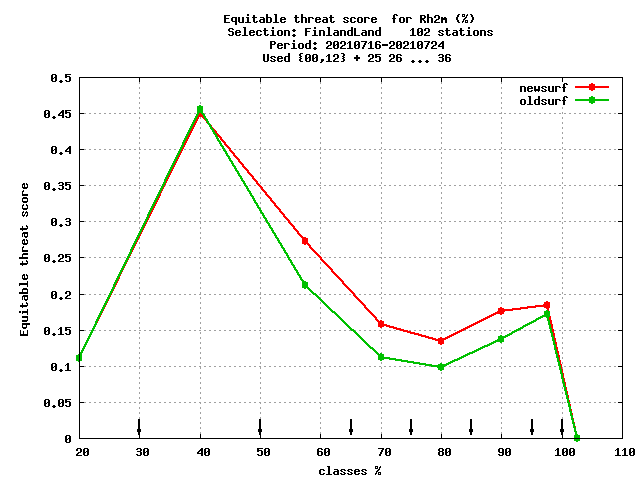 Equitable threat score  for Rh2m (%)
Selection: FinlandLand    102 stations
Period: 20210716-20210724
Used {00,12} + 25 26 ... 36
newsurf
oldsurf
Equitable threat score
0.5
0.45
0.4
0.35
0.3
0.25
0.2
0.15
0.1
0.05
0
20 30 40 50 60 70 80 90 100 110
classes %